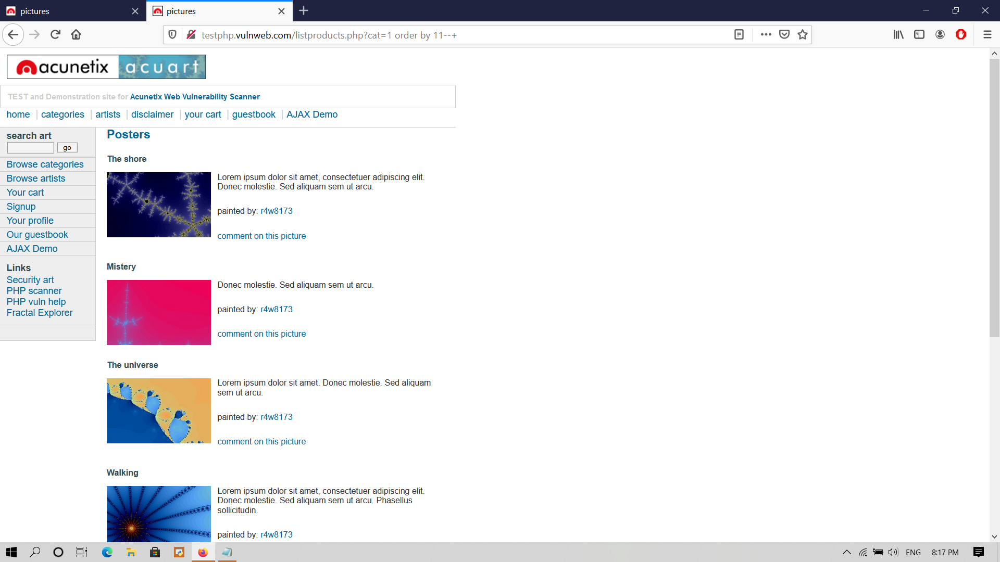 pictures
pictures
testphp.vulnweb.com/listproducts.php?cat=1 order by 11--+
acunetix acuart
TEST and Demonstration site for Acunetix Web Vulnerability Scanner
home | categories | artists | disclaimer | your cart | guestbook | AJAX Demo
search art
go
Browse categories
Browse artists
Your cart
Signup
Your profile
Our guestbook
AJAX Demo
Links
Security art
PHP scanner
PHP vuln help
Fractal Explorer
Posters
The shore
Lorem ipsum dolor sit amet, consectetuer adipiscing elit.
Donec molestie. Sed aliquam sem ut arcu.
painted by: r4w8173
comment on this picture
Mistery
Donec molestie. Sed aliquam sem ut arcu.
painted by: r4w8173
comment on this picture
The universe
Lorem ipsum dolor sit amet. Donec molestie. Sed aliquam
sem ut arcu.
painted by: r4w8173
comment on this picture
Walking
Lorem ipsum dolor sit amet, consectetuer adipiscing elit.
Donec molestie. Sed aliquam sem ut arcu. Phasellus
sollicitudin.
painted by: r4w8173
ENG
8:17 PM